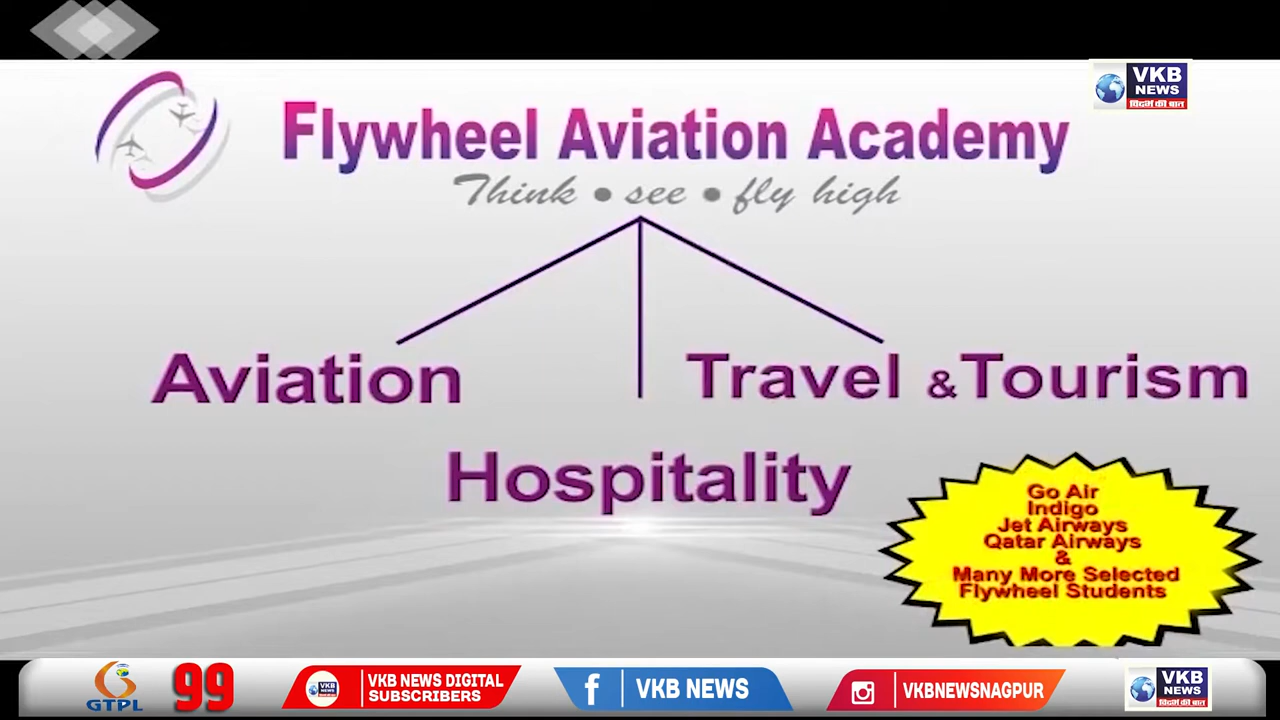 VKB
NEWS
विदर्भ की बात
Flywheel Aviation Academy
Think • see • fly high
Aviation
Travel & Tourism
Hospitality
Go Air
Indigo
Jet Airways
Qatar Airways
&
Many More Selected
Flywheel Students
GTPL
99
VKB NEWS DIGITAL
SUBSCRIBERS
VKB NEWS
VKBNEWSNAGPUR
VKB
NEWS
विदर्भ की बात